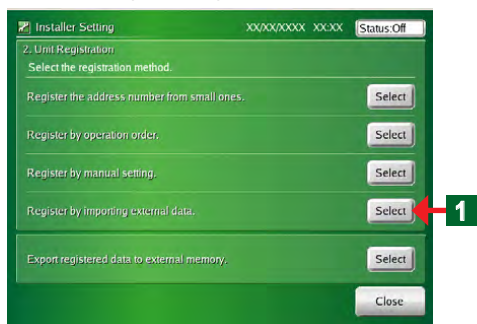 Installer Setting XX/XX/XXXX XX:XX Status:Off
2. Unit Registration
Select the registration method.
Register the address number from small ones. Select
Register by operation order. Select
Register by manual setting. Select
Register by importing external data. Select 1
Export registered data to external memory. Select
Close